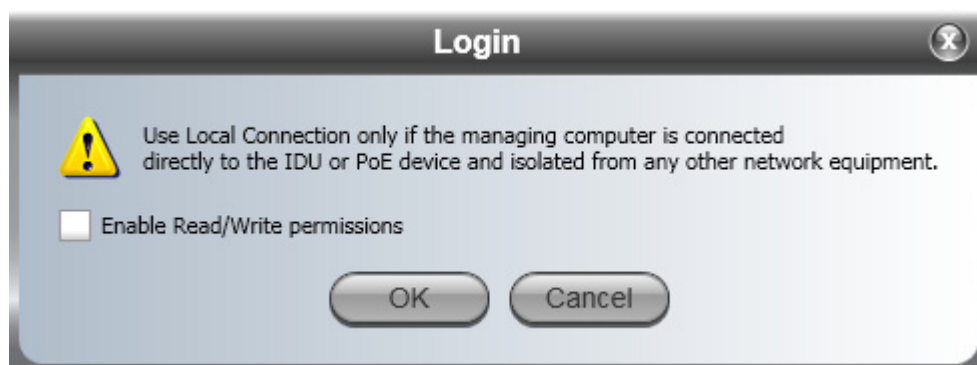 Login
X
Use Local Connection only if the managing computer is connected
directly to the IDU or PoE device and isolated from any other network equipment.
Enable Read/Write permissions
OK Cancel